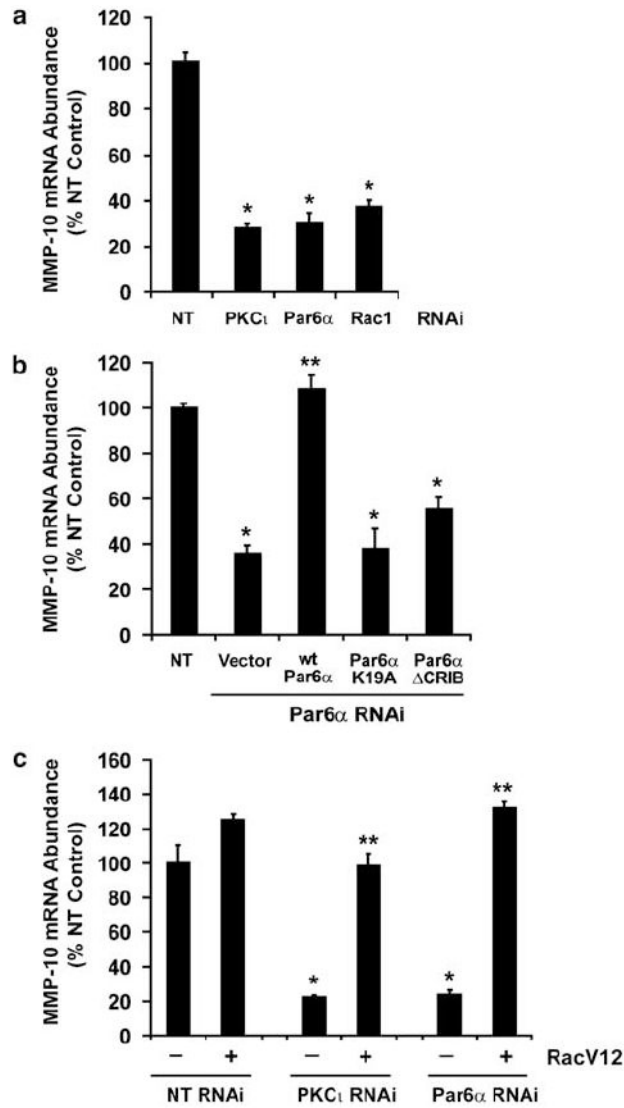 a
MMP-10 mRNA Abundance
(% NT Control)
120
100
80
60
40
20
0
*
*
*
NT PKCι Par6α Rac1 RNAi
b
MMP-10 mRNA Abundance
(% NT Control)
120
100
80
60
40
20
0
*
**
*
*
NT Vector wt Par6α Par6α
Par6α K19A ΔCRIB
Par6α RNAi
c
MMP-10 mRNA Abundance
(% NT Control)
160
140
120
100
80
60
40
20
0
*
**
*
**
− + − + − + RacV12
NT RNAi PKCι RNAi Par6α RNAi